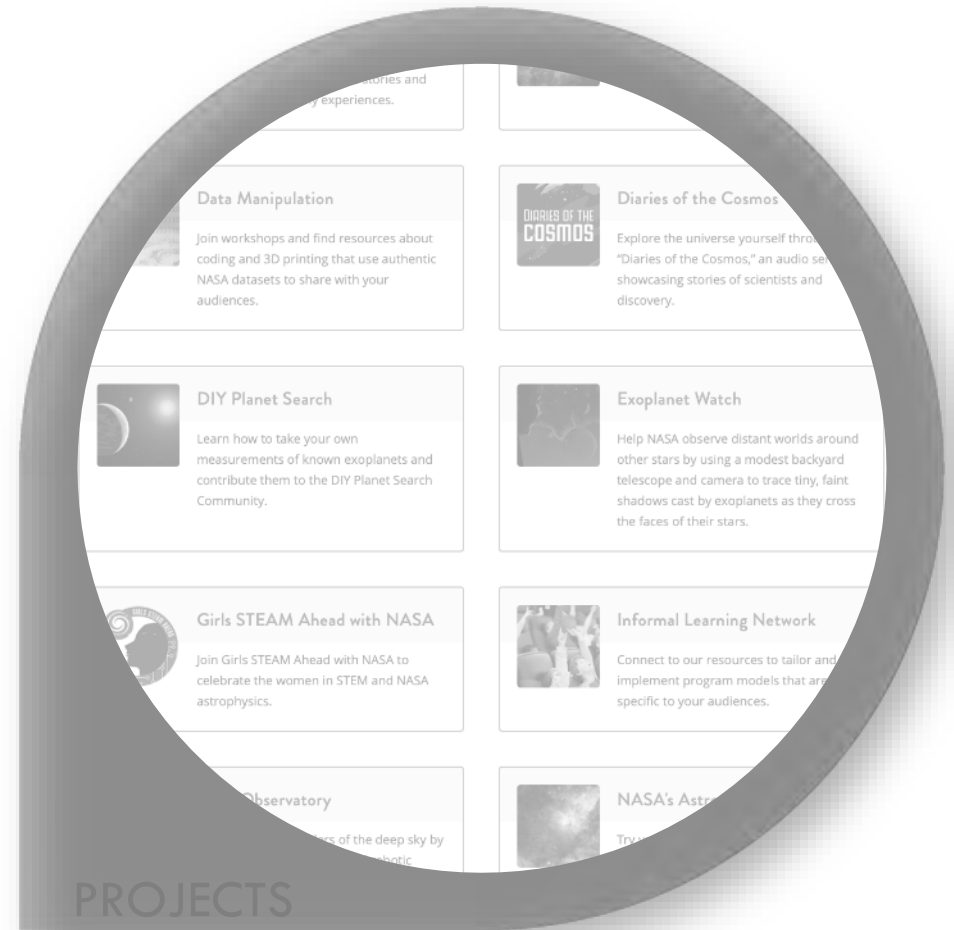 stories and
experiences.
Data Manipulation
Join workshops and find resources about
coding and 3D printing that use authentic
NASA datasets to share with your
audiences.
DIARIES OF THE
COSMOS
Diaries of the Cosmos
Explore the universe yourself
"Diaries of the Cosmos," an audio
showcasing stories of scientists and
discovery.
DIY Planet Search
Learn how to take your own
measurements of known exoplanets and
contribute them to the DIY Planet Search
Community.
Exoplanet Watch
Help NASA observe distant worlds around
other stars by using a modest backyard
telescope and camera to trace tiny, faint
shadows cast by exoplanets as they cross
the faces of their stars.
Girls STEAM Ahead with NASA
Join Girls STEAM Ahead with NASA to
celebrate the women in STEM and NASA
astrophysics.
Informal Learning Network
Connect to our resources to tailor and
implement program models that are
specific to your audiences.
Observatory
of the deep sky by
NASA's
Try
PROJECTS